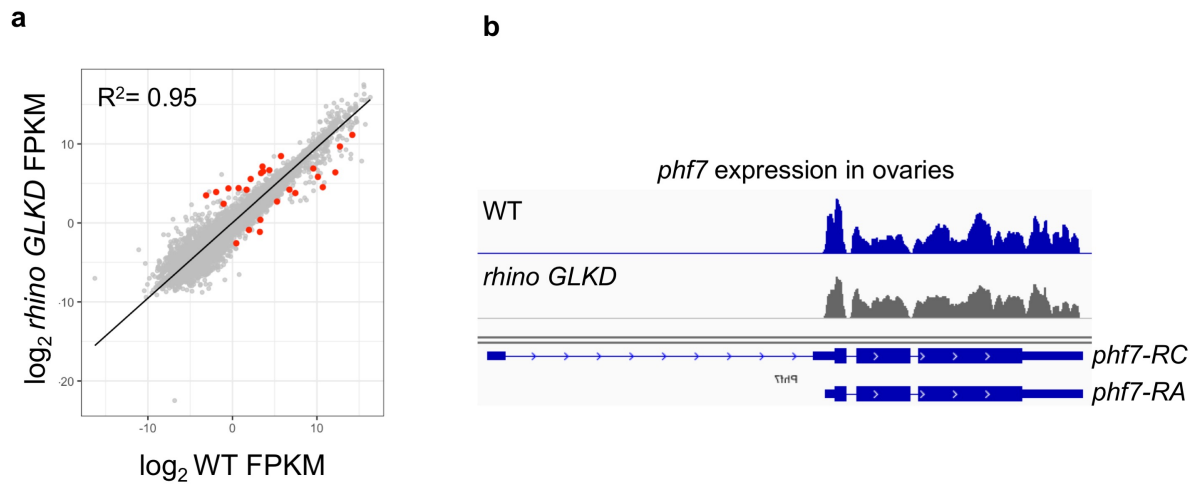 a
R²= 0.95
log₂ rhino GLKD FPKM
10
0
-10
-20
-10
0
10
log₂ WT FPKM
b
phf7 expression in ovaries
WT
rhino GLKD
phf7-RC
Phf7
phf7-RA